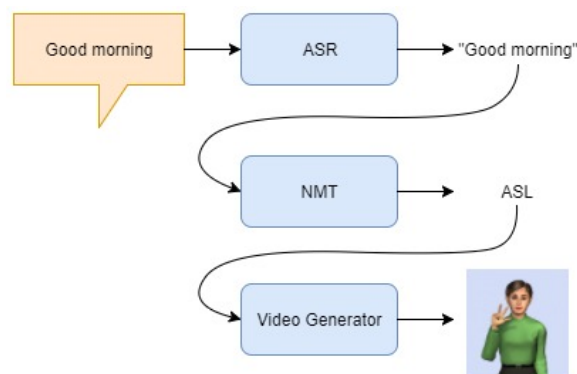 Good morning
ASR
"Good morning"
NMT
ASL
Video Generator